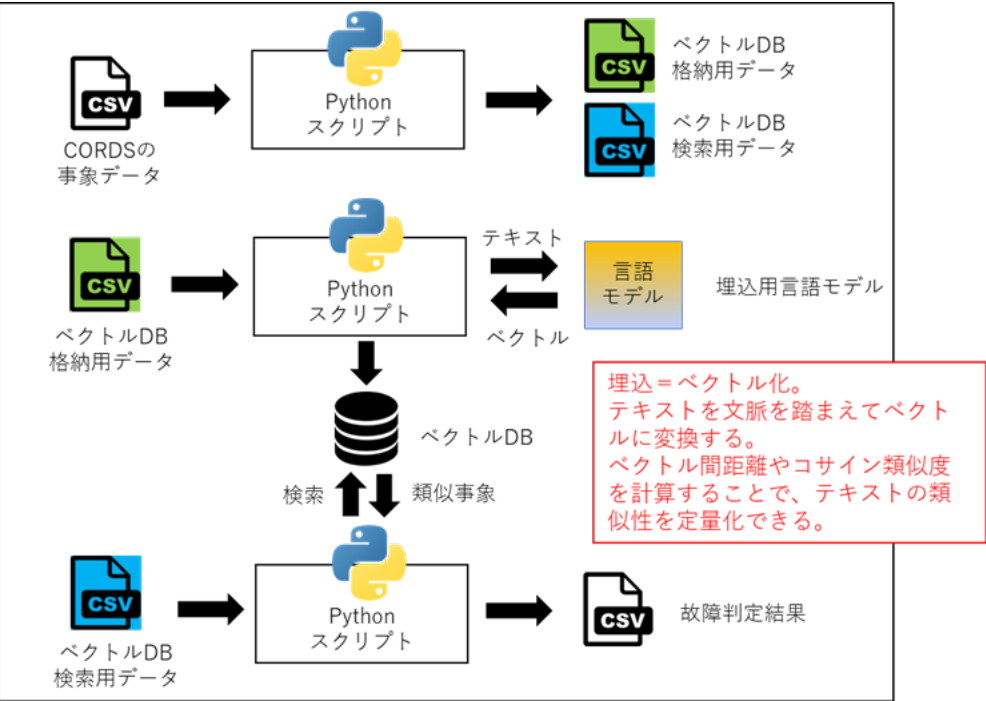 CSV
CORDSの
事象データ
Python
スクリプト
CSV
ベクトルDB
格納用データ
CSV
ベクトルDB
検索用データ
CSV
ベクトルDB
格納用データ
Python
スクリプト
テキスト
ベクトル
言語
モデル
埋込用言語モデル
埋込＝ベクトル化。
テキストを文脈を踏まえてベクト
ルに変換する。
ベクトル間距離やコサイン類似度
を計算することで、テキストの類
似性を定量化できる。
ベクトルDB
検索
類似事象
CSV
ベクトルDB
検索用データ
Python
スクリプト
CSV
故障判定結果